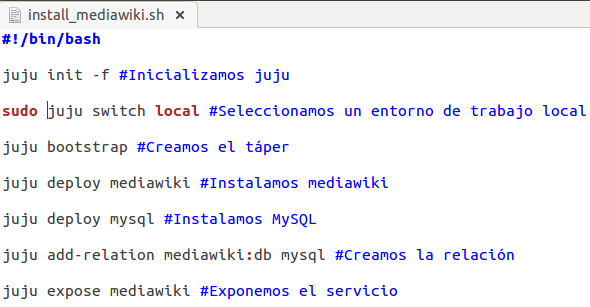 install_mediawiki.sh ×
#!/bin/bash
juju init -f #Inicializamos juju
sudo juju switch local #Seleccionamos un entorno de trabajo local
juju bootstrap #Creamos el táper
juju deploy mediawiki #Instalamos mediawiki
juju deploy mysql #Instalamos MySQL
juju add-relation mediawiki:db mysql #Creamos la relación
juju expose mediawiki #Exponemos el servicio